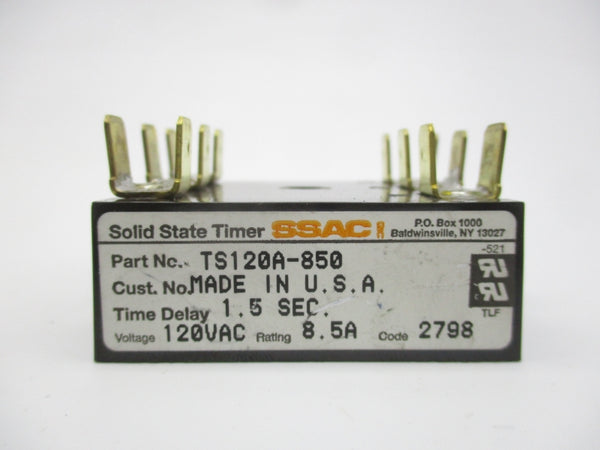 Solid State Timer SSAC P.O. Box 1000
Baldwinsville, NY 13027
-521
Part No. TS120A-850
Cust. No. MADE IN U.S.A.
Time Delay 1.5 SEC.
TLF
Voltage 120VAC Rating 8.5A Code 2798